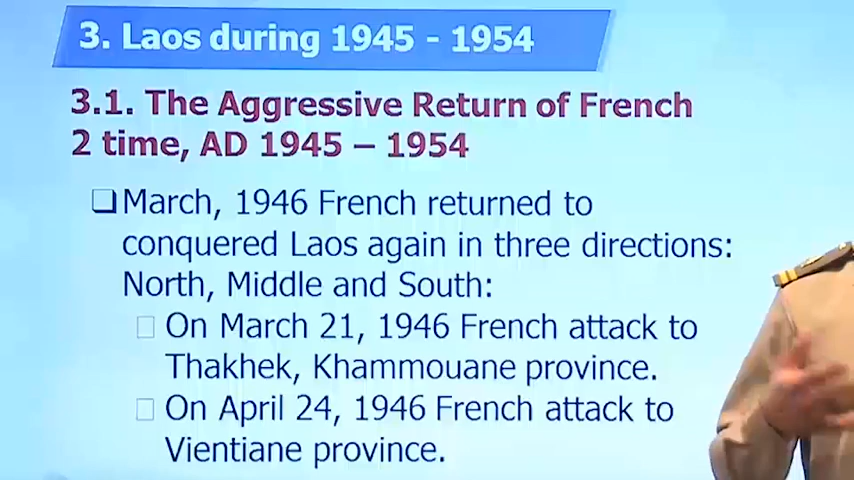 3. Laos during 1945 - 1954
3.1. The Aggressive Return of French
2 time, AD 1945 – 1954
❑March, 1946 French returned to
conquered Laos again in three directions:
North, Middle and South:
On March 21, 1946 French attack to
Thakhek, Khammouane province.
On April 24, 1946 French attack to
Vientiane province.